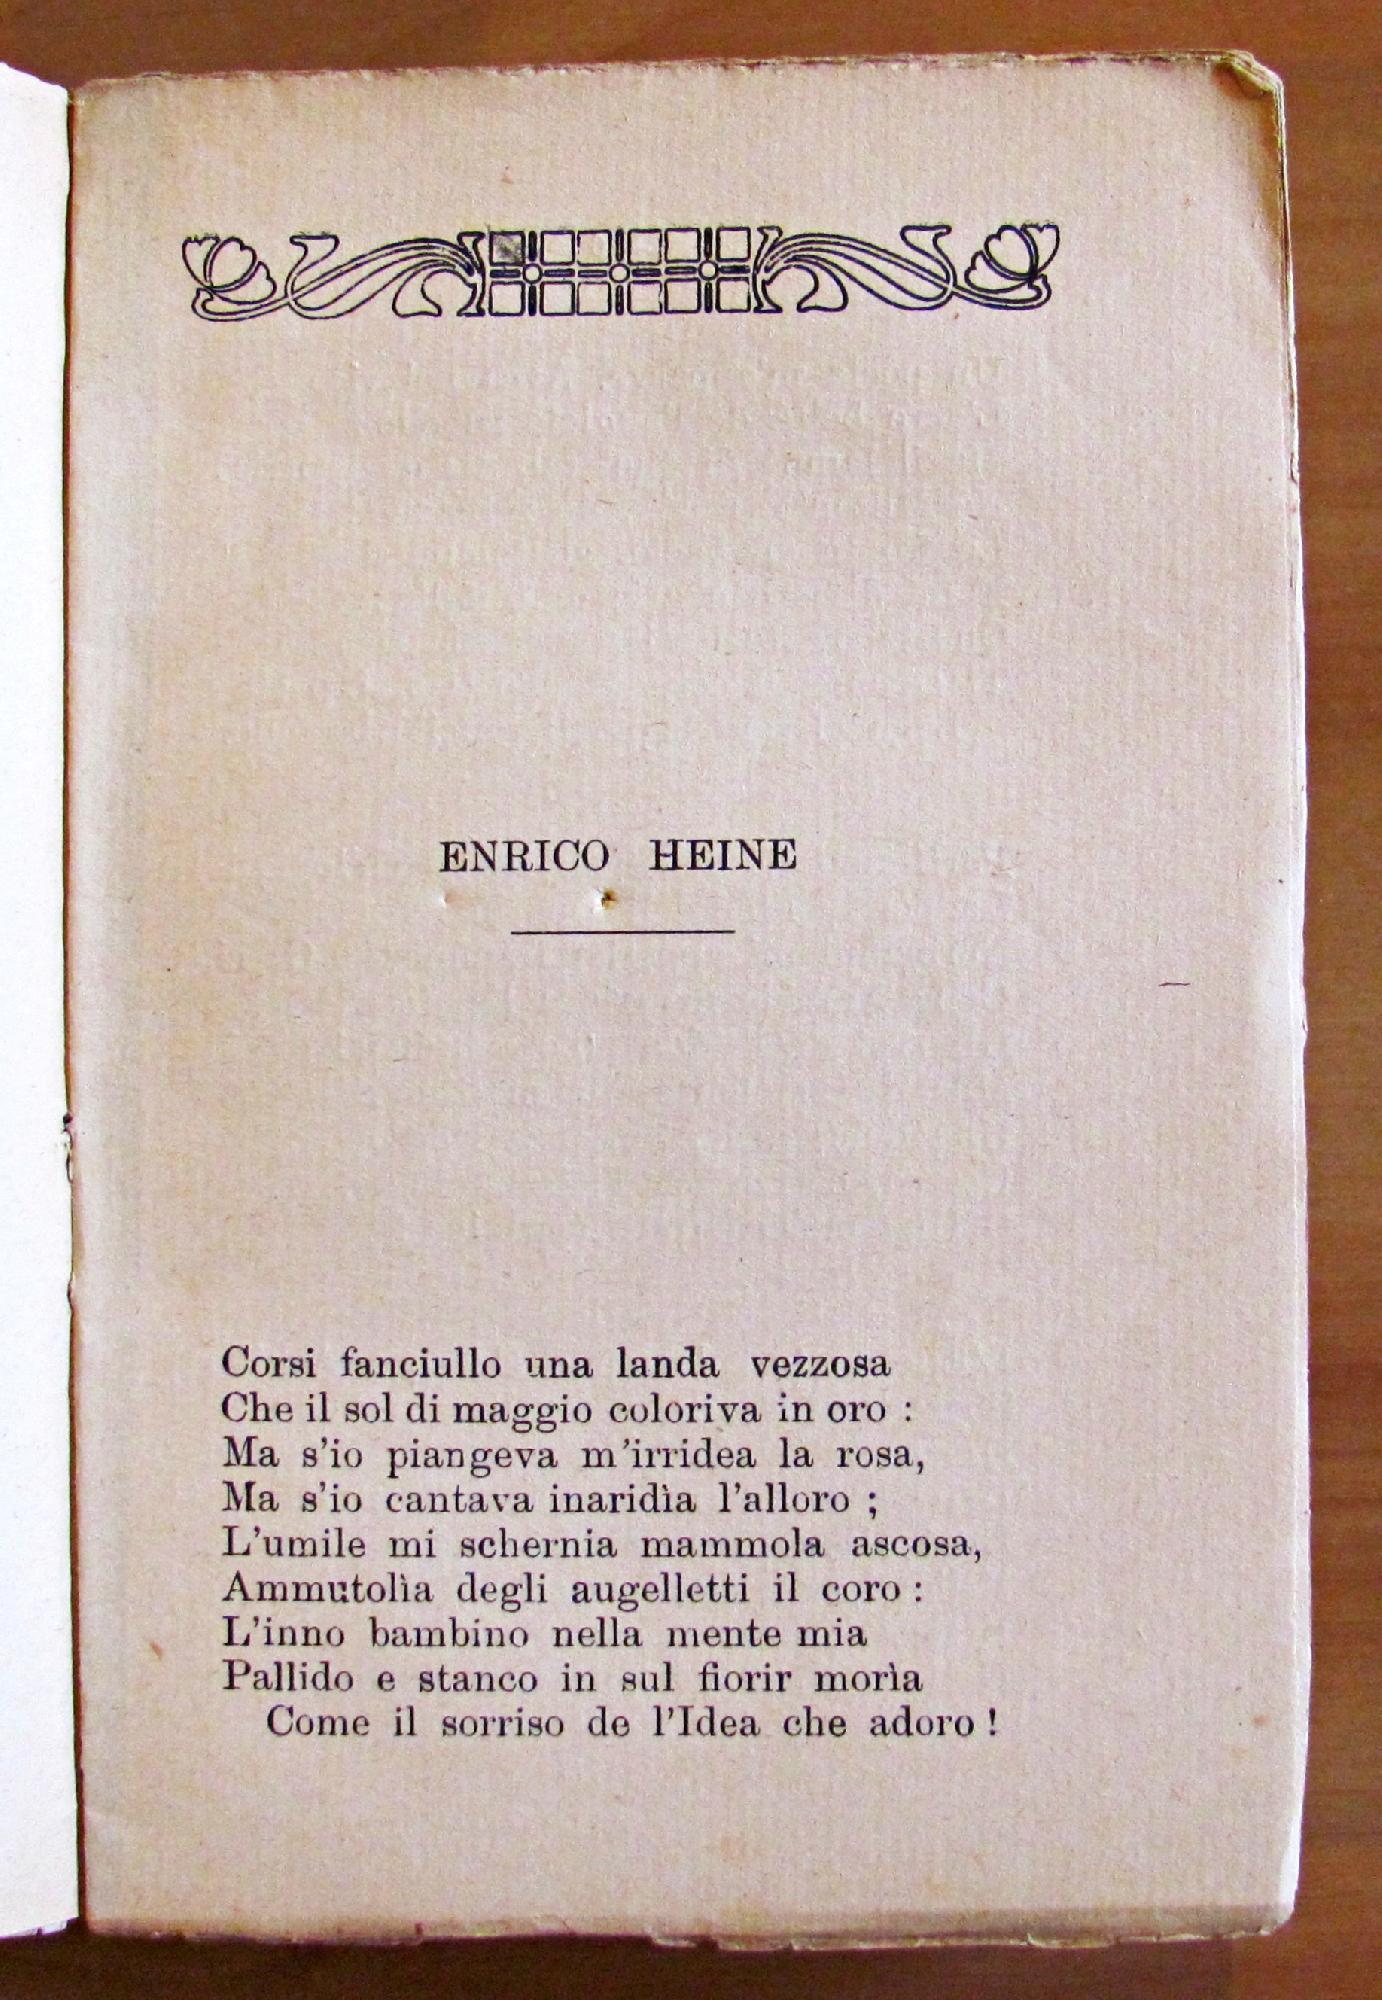 ENRICO HEINE
Corsi fanciullo una landa vezzosa
Che il sol di maggio coloriva in oro :
Ma s'io piangeva m'irridea la rosa,
Ma s'io cantava inaridìa l'alloro ;
L'umile mi schernia mammola ascosa,
Ammutolìa degli augelletti il coro :
L'inno bambino nella mente mia
Pallido e stanco in sul fiorir morìa
Come il sorriso de l'Idea che adoro !